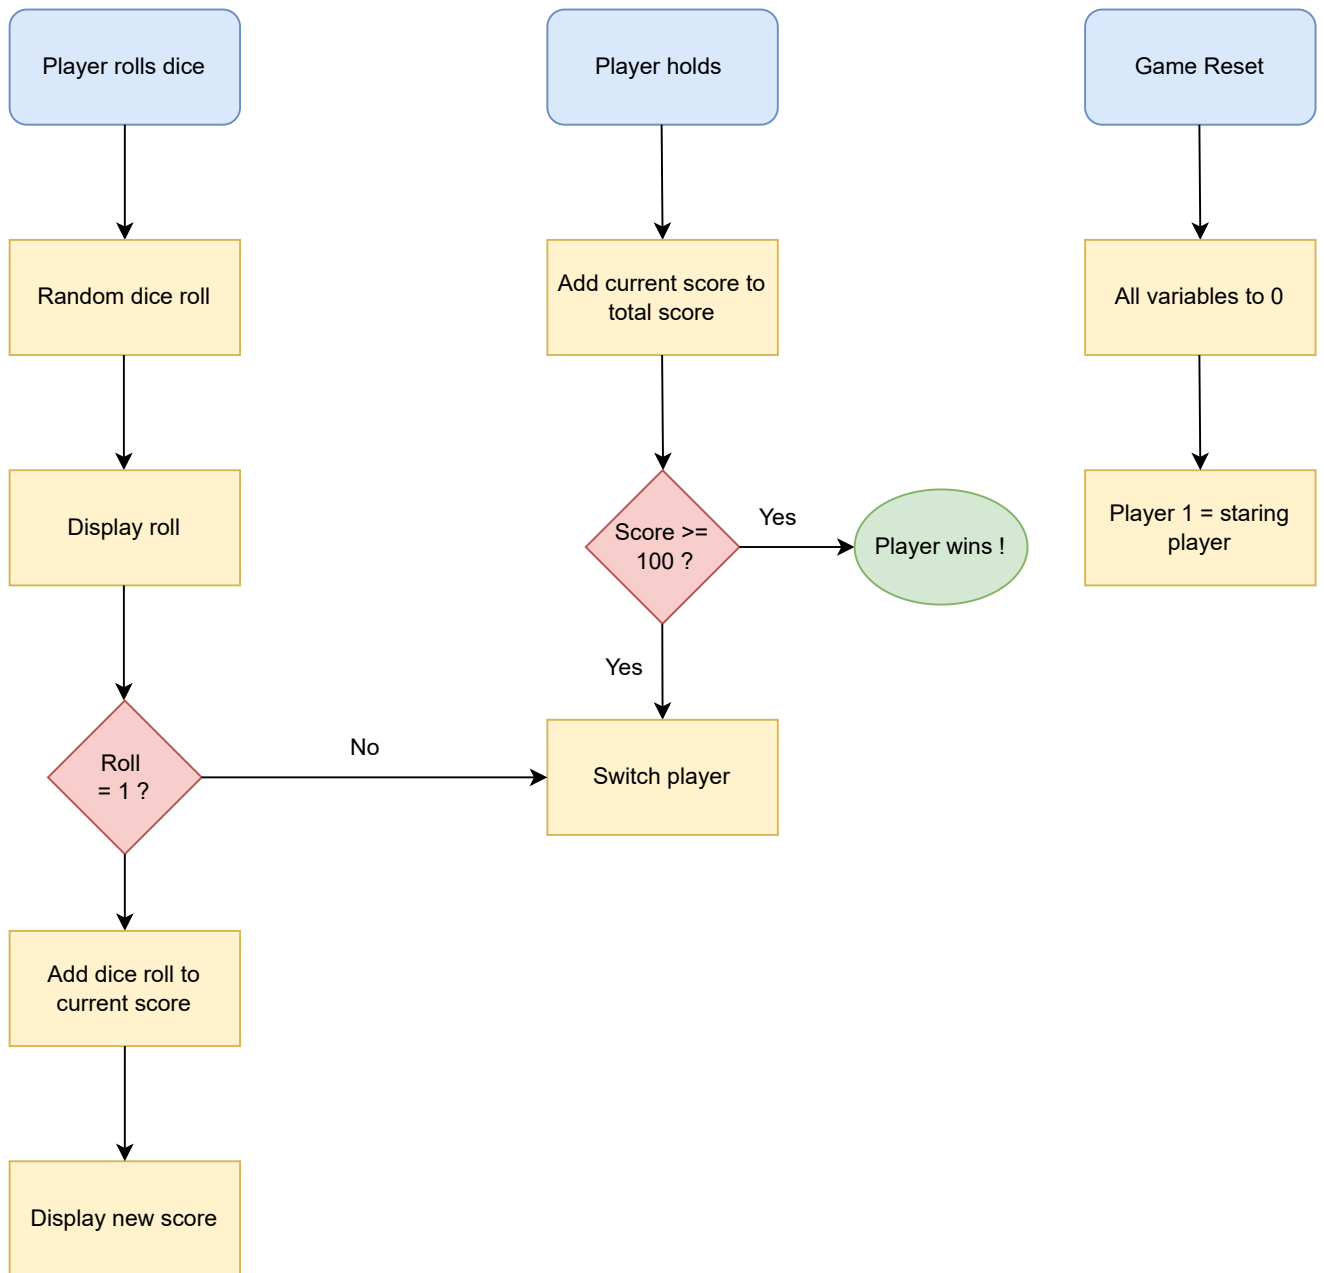 Player rolls dice
Player holds
Game Reset
Random dice roll
Add current score to
total score
All variables to 0
Display roll
Score >=
100 ?
Yes
Player wins !
Player 1 = staring
player
Yes
Roll
= 1 ?
No
Switch player
Add dice roll to
current score
Display new score